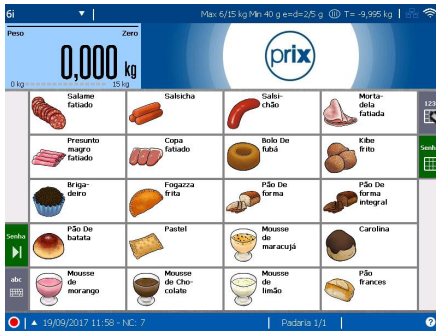 6i Max 6/15 kg Min 40 g e=d=2/5 g (III) T= -9,995 kg
Peso Zero
0,000 kg
0 kg 15 kg
prix
Salame
fatiado
Salsicha
Salsi-
chão
Morta-
dela
fatiada
123
Presunto
magro
fatiado
Copa
fatiado
Bolo De
fubá
Kibe
frito
Senh
Briga-
deiro
Fogazza
frita
Pão De
forma
Pão De
forma
integral
Senha
Pão De
batata
Pastel
Mousse
de
maracujá
Carolina
abc
Mousse
de
morango
Mousse
de Cho-
colate
Mousse
de
limão
Pão
frances
19/09/2017 11:58 - NC: 7 Padaria 1/1 ?